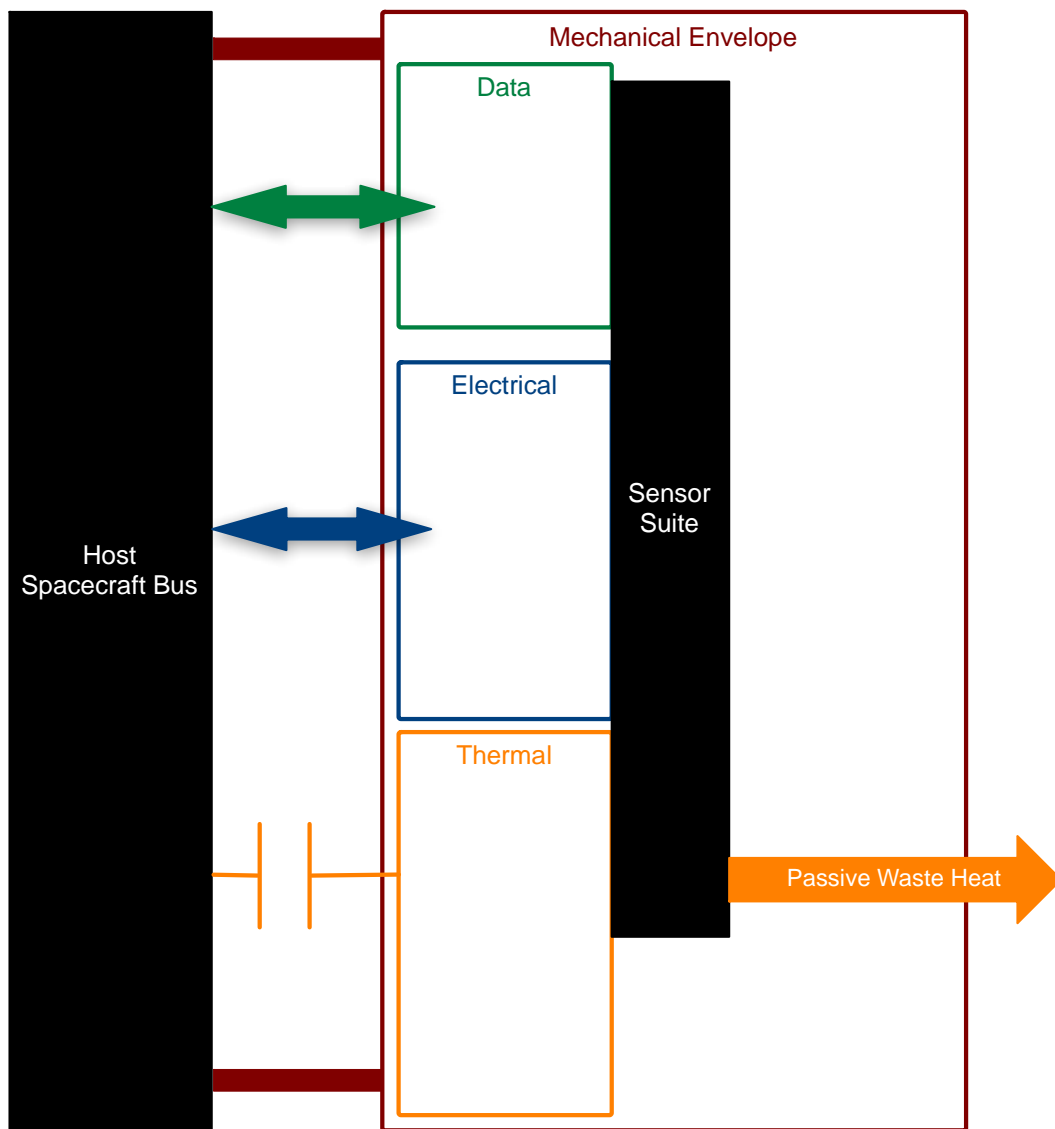 Mechanical Envelope
Data
Electrical
Sensor
Suite
Host
Spacecraft Bus
Thermal
Passive Waste Heat